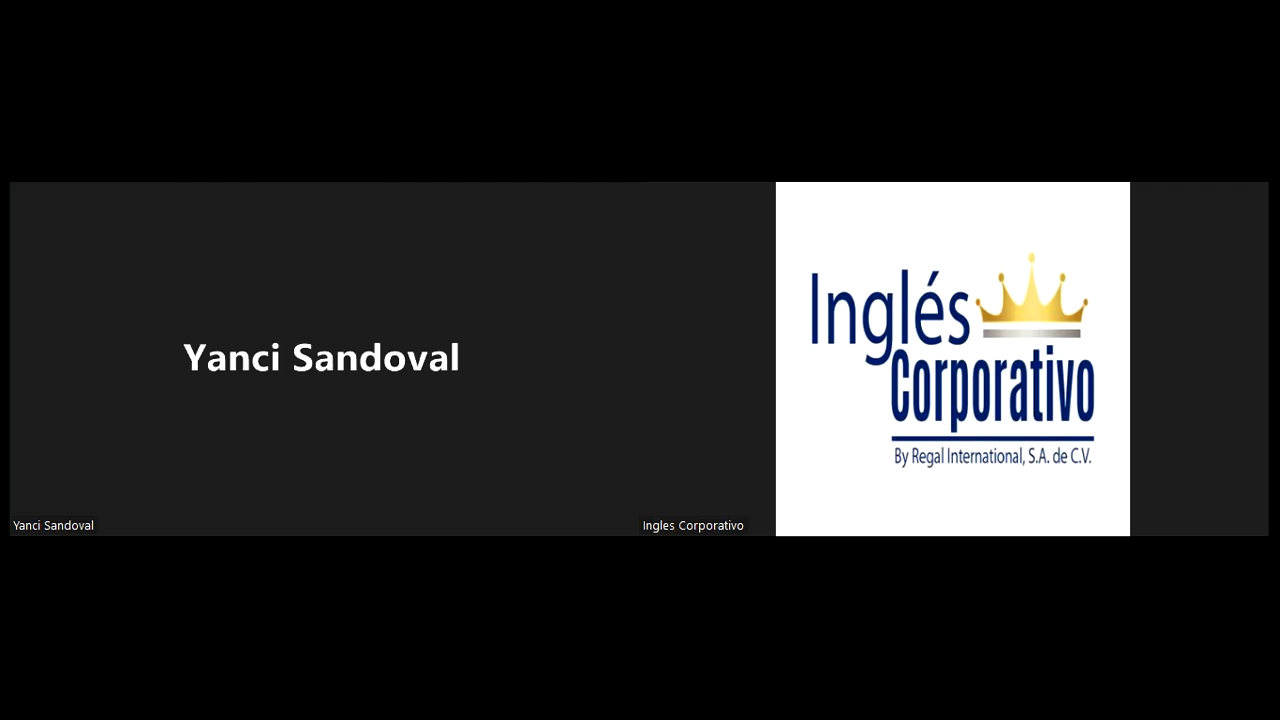 Yanci Sandoval
Yanci Sandoval
Inglés
Corporativo
By Regal International, S.A. de C.V.
Ingles Corporativo